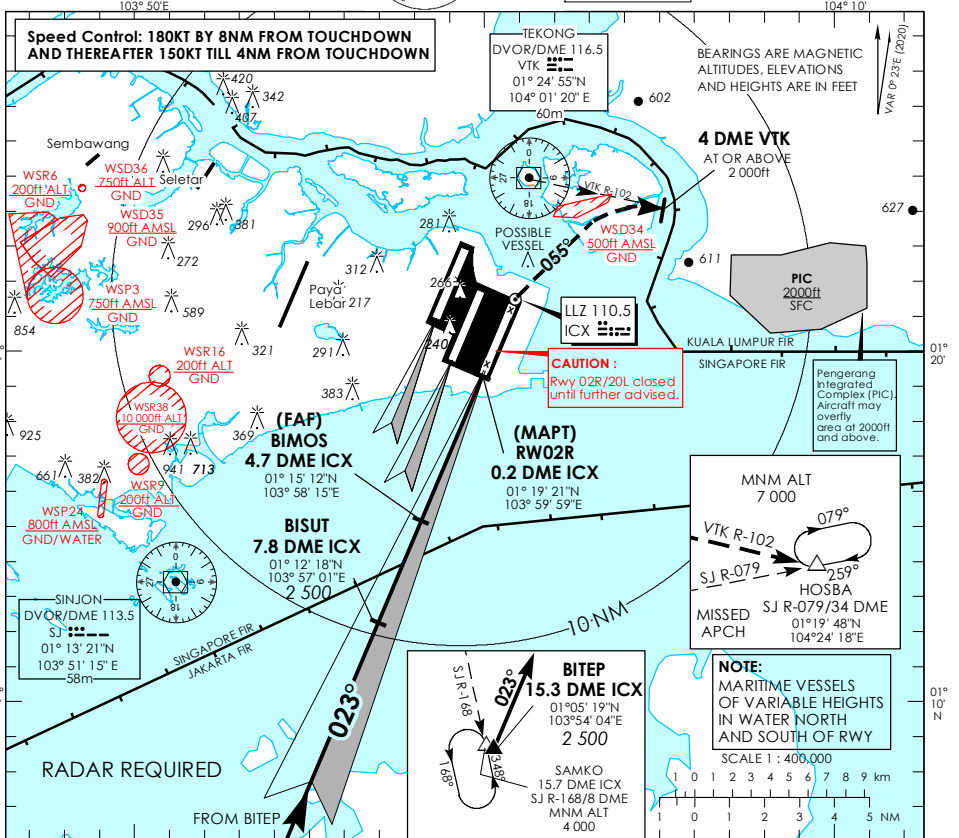 103° 50'E
104° 10'E
Speed Control: 180KT BY 8NM FROM TOUCHDOWN
AND THEREAFTER 150KT TILL 4NM FROM TOUCHDOWN
TEKONG
DVOR/DME 116.5
VTK
01° 24' 55"N
104° 01' 20" E
60m
BEARINGS ARE MAGNETIC
ALTITUDES, ELEVATIONS
AND HEIGHTS ARE IN FEET
VAR 0° 23'E (2020)
420
342
407
602
4 DME VTK
AT OR ABOVE
2 000ft
Sembawang
WSR6
200ft ALT
GND
WSD36
750ft ALT
GND
Seletar
WSD35
900ft AMSL
GND
296
381
272
281
0
9
18
27
VTK R-102
WSD34
500ft AMSL
GND
POSSIBLE
VESSEL
055°
627
611
PIC
2000ft
SFC
WSP3
750ft AMSL
GND
854
589
312
Paya
Lebar
217
266
240
LLZ 110.5
ICX
KUALA LUMPUR FIR
SINGAPORE FIR
01°
20'
WSR16
200ft ALT
GND
321
291
CAUTION :
Rwy 02R/20L closed
until further advised.
Pengerang
Integrated
Complex (PIC).
Aircraft may
overfly
area at 2000ft
and above.
WSR38
10 000ft ALT
GND
383
369
925
941
713
661
382
WSR9
200ft ALT
GND
WSP24
800ft AMSL
GND/WATER
(FAF)
BIMOS
4.7 DME ICX
01° 15' 12"N
103° 58' 15"E
(MAPT)
RW02R
0.2 DME ICX
01° 19' 21"N
103° 59' 59"E
BISUT
7.8 DME ICX
01° 12' 18"N
103° 57' 01"E
2 500
MNM ALT
7 000
VTK R-102
079°
SJ R-079
259°
HOSBA
SJ R-079/34 DME
01°19' 48"N
104°24' 18"E
MISSED
APCH
0
9
18
27
SINJON
DVOR/DME 113.5
SJ
01° 13' 21"N
103° 51' 15" E
58m
SINGAPORE FIR
JAKARTA FIR
10 NM
023°
SJ R-168
023°
BITEP
15.3 DME ICX
01°05' 19"N
103°54' 04"E
2 500
168°
348°
SAMKO
15.7 DME ICX
SJ R-168/8 DME
MNM ALT
4 000
NOTE:
MARITIME VESSELS
OF VARIABLE HEIGHTS
IN WATER NORTH
AND SOUTH OF RWY
01°
N
SCALE 1 : 400,000
1 0 1 2 3 4 5 6 7 8 9 km
1 0 1 2 3 4 5 NM
RADAR REQUIRED
FROM BITEP